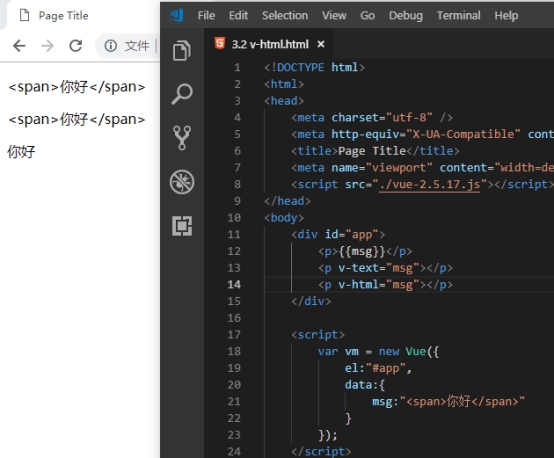 Page Title
文件
<span>你好</span>
<span>你好</span>
你好
File Edit Selection View Go Debug Terminal Help
3.2 v-html.html
1 <!DOCTYPE html>
2 <html>
3 <head>
4 <meta charset="utf-8" />
5 <meta http-equiv="X-UA-Compatible" cont
6 <title>Page Title</title>
7 <meta name="viewport" content="width=de
8 <script src="./vue-2.5.17.js"></script>
9 </head>
10 <body>
11 <div id="app">
12 <p>{{msg}}</p>
13 <p v-text="msg"></p>
14 <p v-html="msg"></p>
15 </div>
16
17 <script>
18 var vm = new Vue({
19 el:"#app",
20 data:{
21 msg:"<span>你好</span>"
22 }
23 });
24 </script>